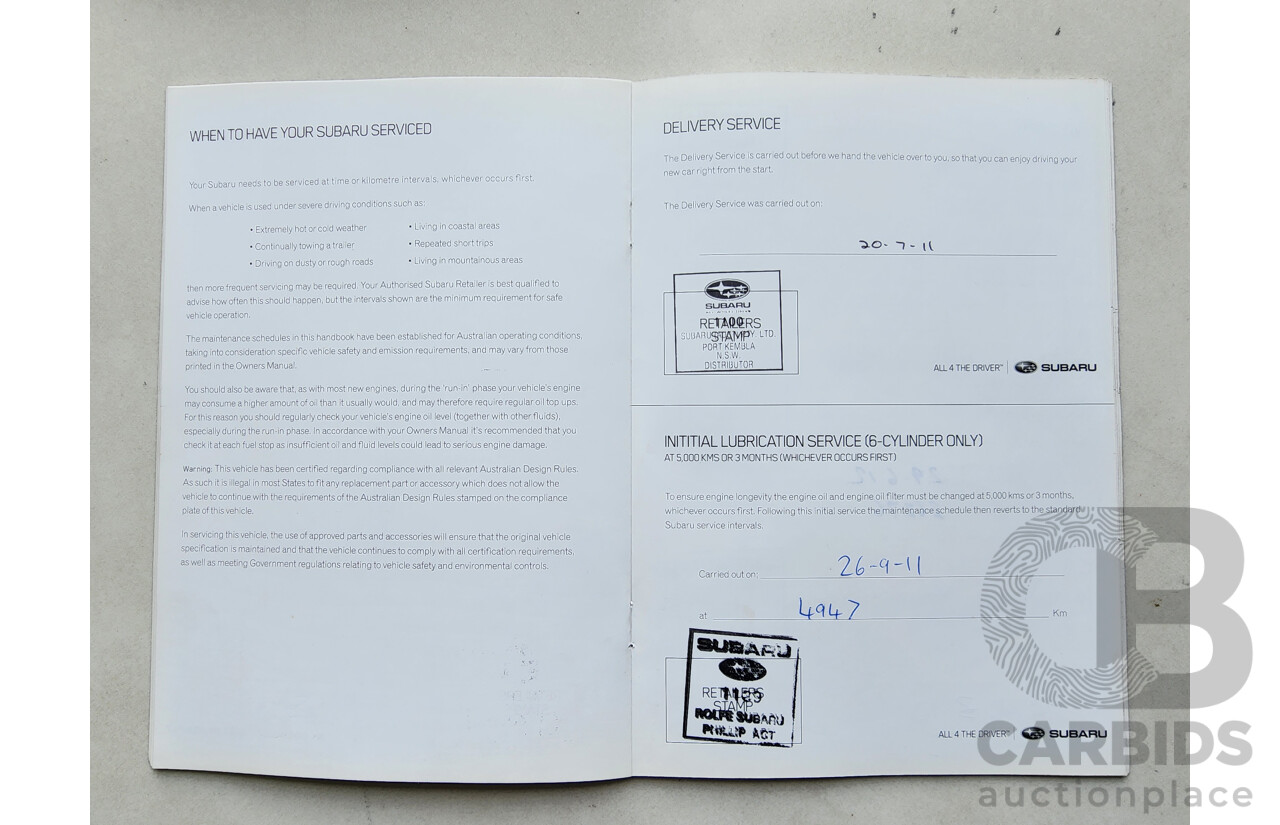 WHEN TO HAVE YOUR SUBARU SERVICED
Your Subaru needs to be serviced at time or kilometre intervals, whichever occurs first.
When a vehicle is used under severe driving conditions such as:
• Extremely hot or cold weather
• Continually towing a trailer
• Driving on dusty or rough roads
• Living in coastal areas
• Repeated short trips
• Living in mountainous areas
then more frequent servicing may be required. Your Authorised Subaru Retailer is best qualified to
advise how often this should happen, but the intervals shown are the minimum requirement for safe
vehicle operation.
The maintenance schedules in this handbook have been established for Australian operating conditions,
taking into consideration specific vehicle safety and emission requirements, and may vary from those
printed in the Owners Manual.
You should also be aware that, as with most new engines, during the 'run-in' phase your vehicle's engine
may consume a higher amount of oil than it usually would, and may therefore require regular oil top ups.
For this reason you should regularly check your vehicle's engine oil level (together with other fluids),
especially during the run-in phase. In accordance with your Owners Manual it's recommended that you
check it at each fuel stop as insufficient oil and fluid levels could lead to serious engine damage.
Warning: This vehicle has been certified regarding compliance with all relevant Australian Design Rules.
As such it is illegal in most States to fit any replacement part or accessory which does not allow the
vehicle to continue with the requirements of the Australian Design Rules stamped on the compliance
plate of this vehicle.
In servicing this vehicle, the use of approved parts and accessories will ensure that the original vehicle
specification is maintained and that the vehicle continues to comply with all certification requirements,
as well as meeting Government regulations relating to vehicle safety and environmental controls.
DELIVERY SERVICE
The Delivery Service is carried out before we hand the vehicle over to you, so that you can enjoy driving your
new car right from the start.
The Delivery Service was carried out on:
20-7-11
SUBARU
1100
RETAILERS
STAMP
PTY. LTD.
PORT KEMBLA
N.S.W.
DISTRIBUTOR
ALL 4 THE DRIVER™ SUBARU
INITITIAL LUBRICATION SERVICE (6-CYLINDER ONLY)
AT 5,000 KMS OR 3 MONTHS (WHICHEVER OCCURS FIRST)
To ensure engine longevity the engine oil and engine oil filter must be changed at 5,000 kms or 3 months,
whichever occurs first. Following this initial service the maintenance schedule then reverts to the standard
Subaru service intervals.
Carried out on: 26-9-11
at 4947 Km
SUBARU
RETAILERS
STAMP
ROLFE SUBARU
PHILLIP ACT
ALL 4 THE DRIVER™ SUBARU
CARBIDS
auctionplace